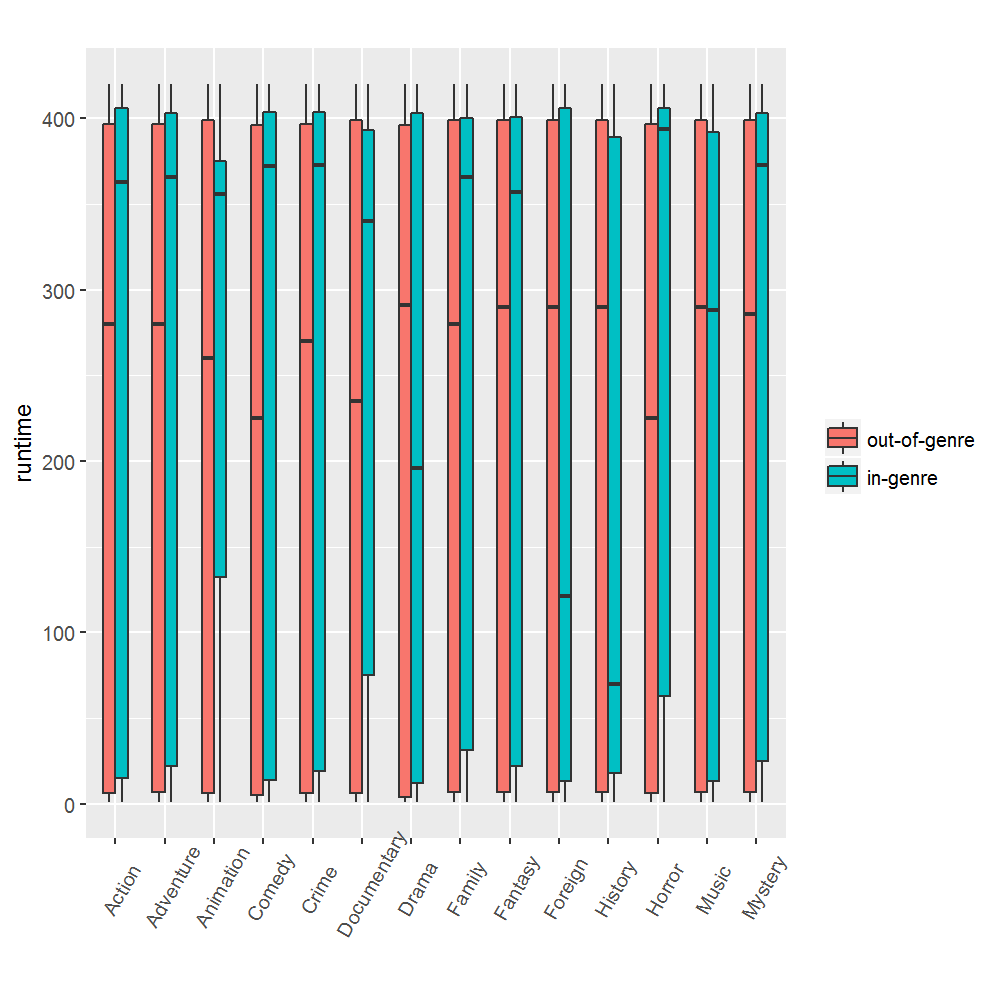 runtime
400
300
200
100
0
Action
Adventure
Animation
Comedy
Crime
Documentary
Drama
Family
Fantasy
Foreign
History
Horror
Music
Mystery
out-of-genre
in-genre